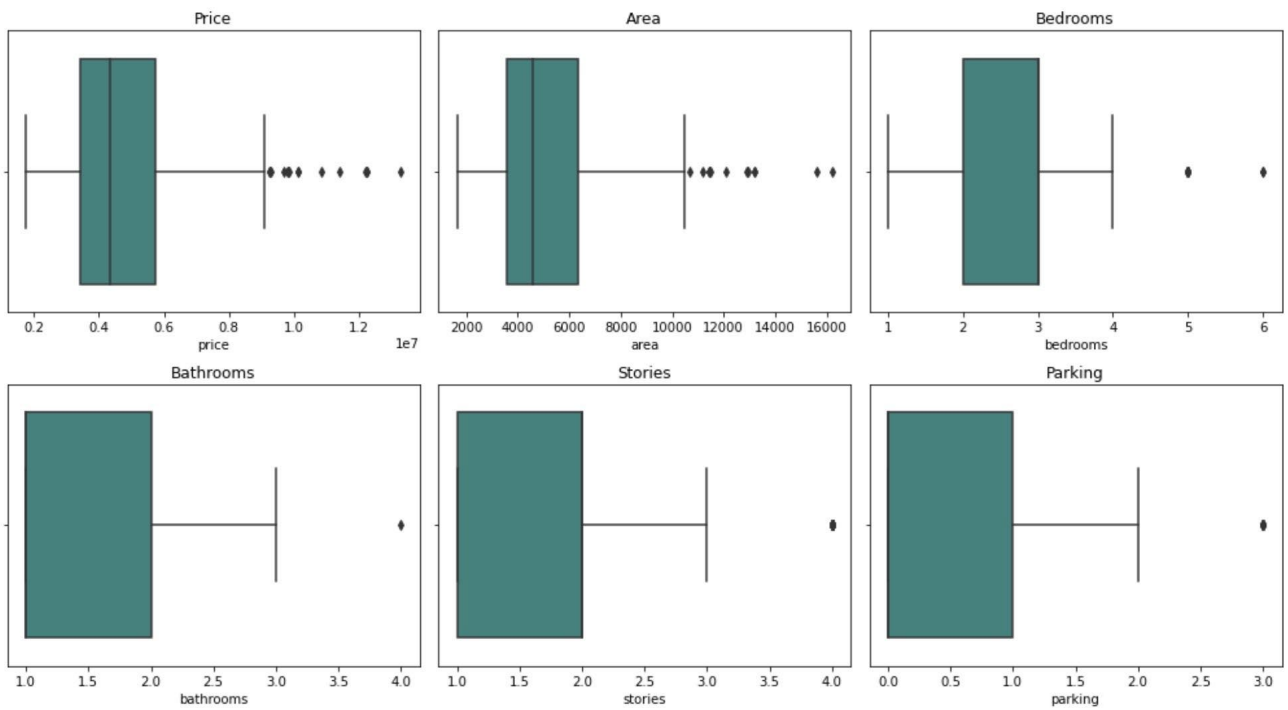 Price Area Bedrooms
0.2 0.4 0.6 0.8 1.0 1.2 2000 4000 6000 8000 10000 12000 14000 16000 1 2 3 4 5 6
price 1e7 area bedrooms
Bathrooms Stories Parking
1.0 1.5 2.0 2.5 3.0 3.5 4.0 1.0 1.5 2.0 2.5 3.0 3.5 4.0 0.0 0.5 1.0 1.5 2.0 2.5 3.0
bathrooms stories parking